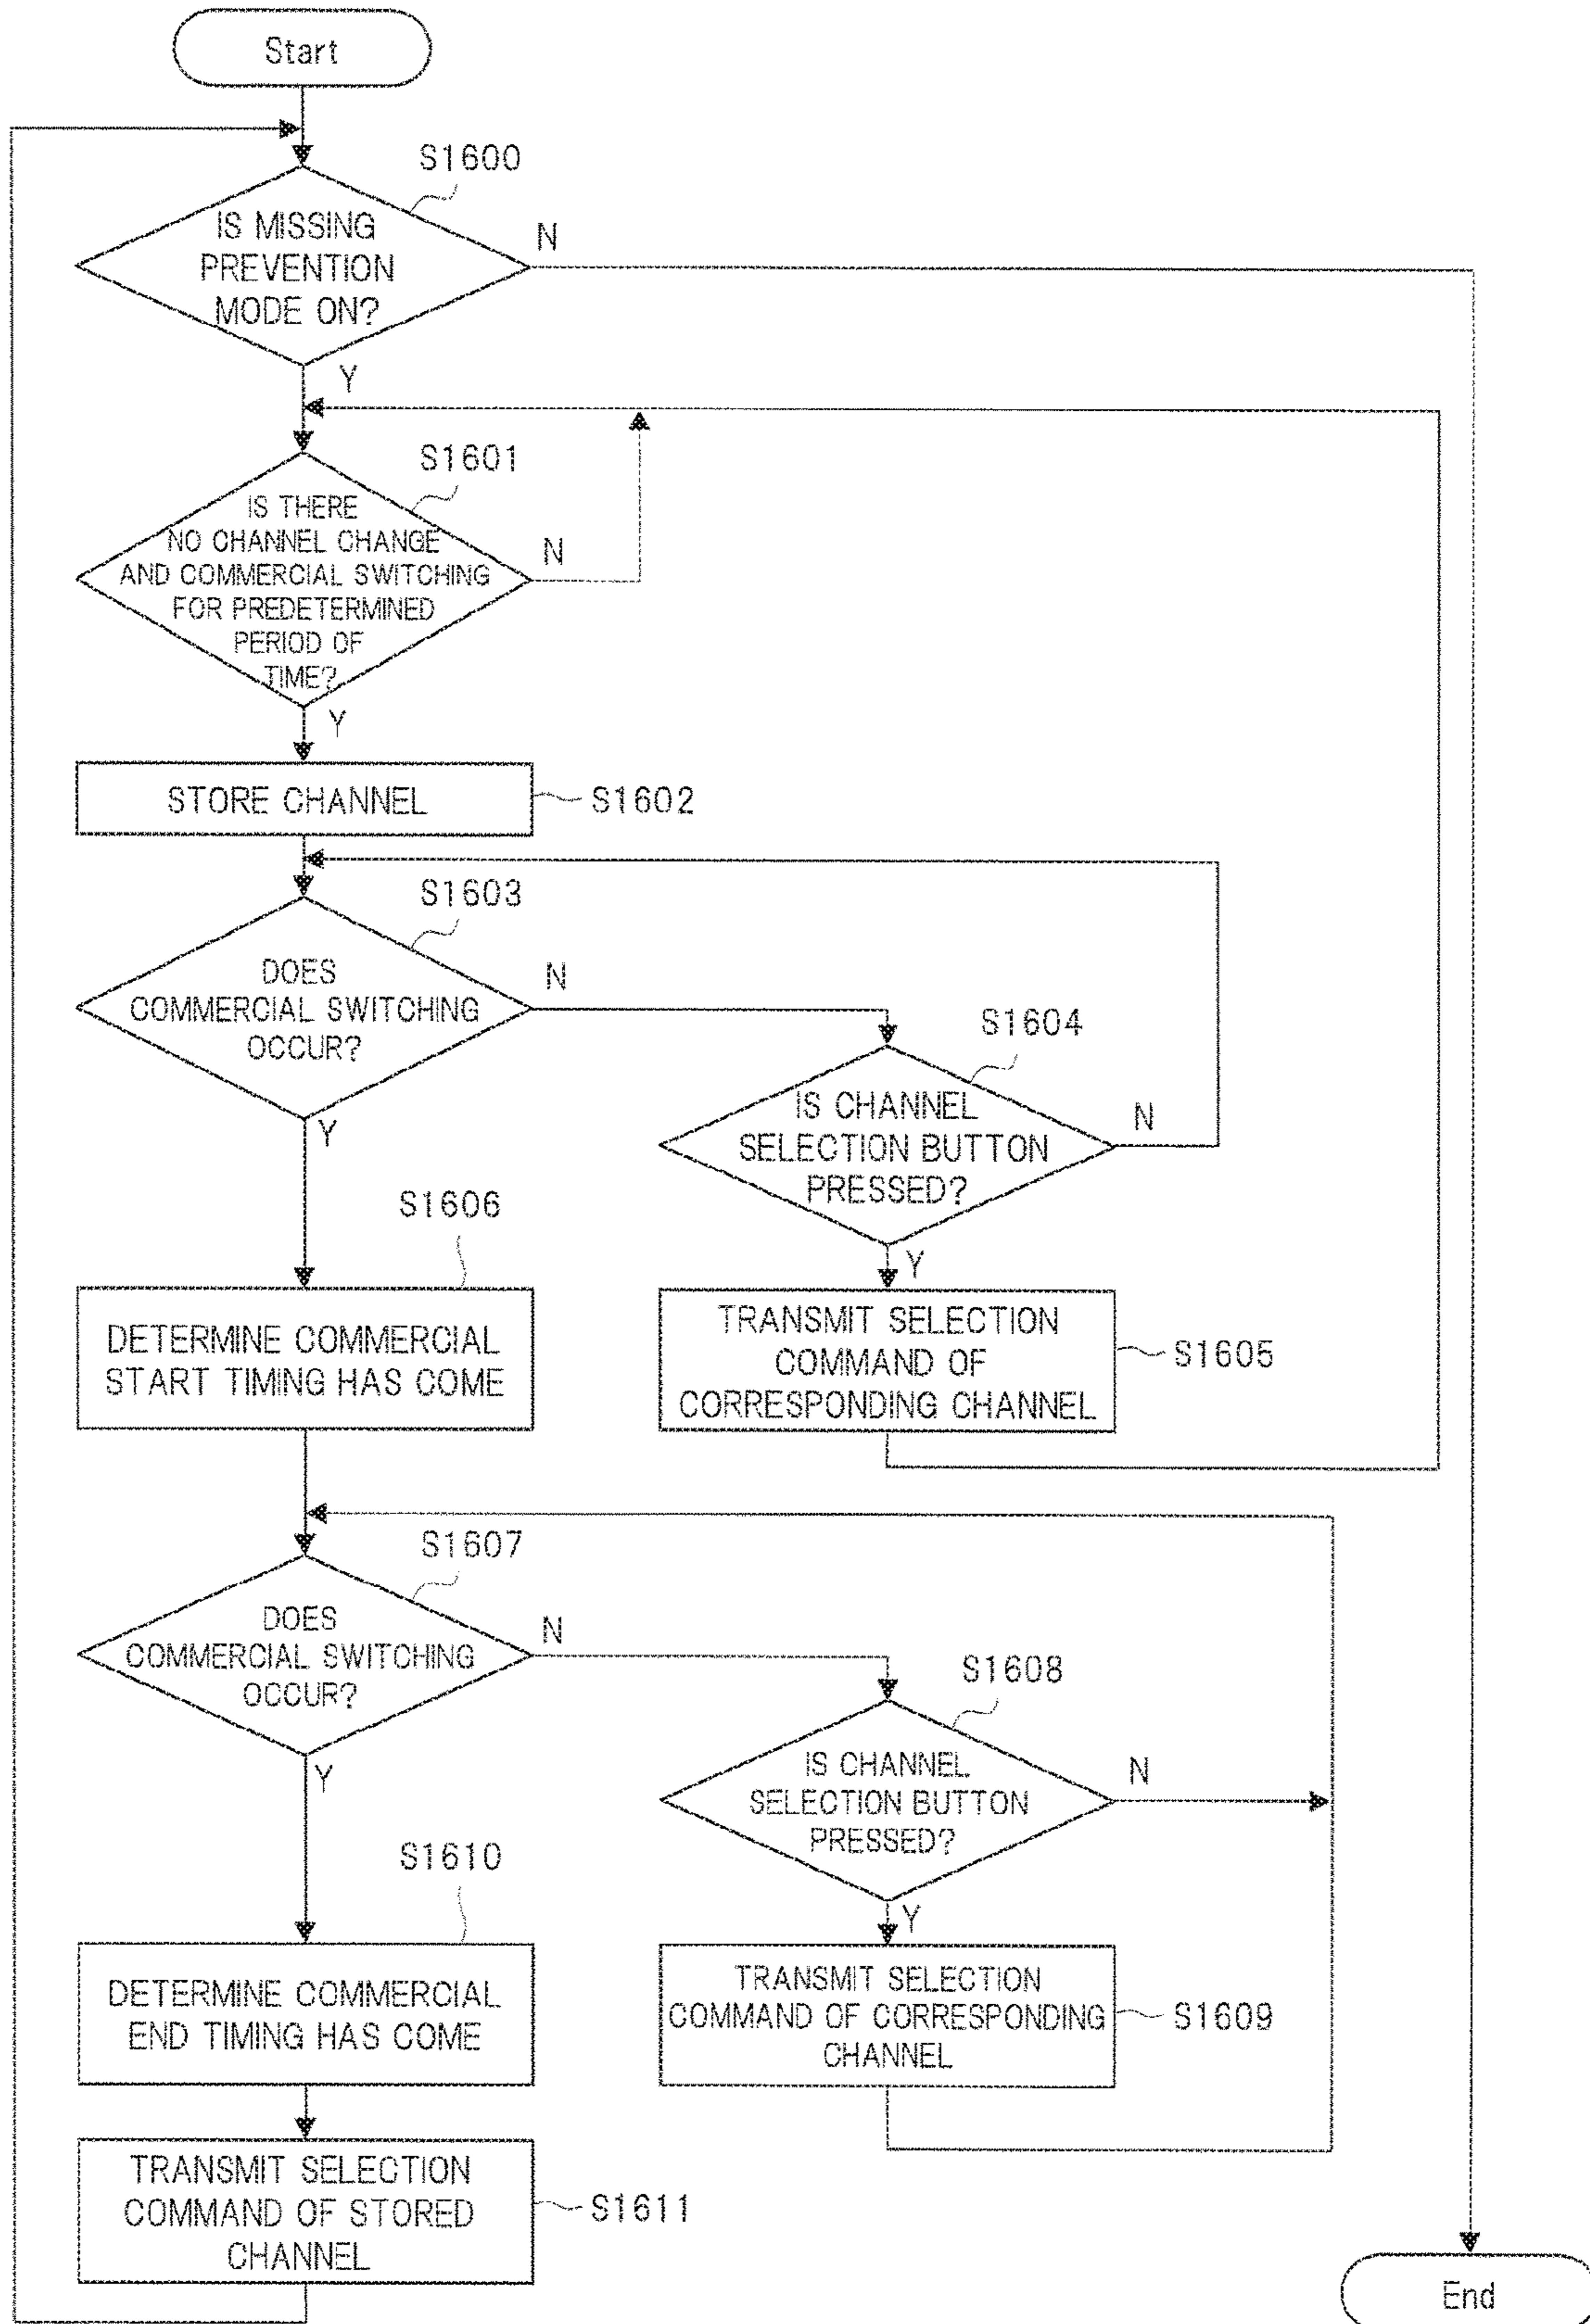 Start
S1600
IS MISSING
PREVENTION
MODE ON?
N
Y
S1601
IS THERE
NO CHANNEL CHANGE
AND COMMERCIAL SWITCHING
FOR PREDETERMINED
PERIOD OF
TIME?
N
Y
STORE CHANNEL
S1602
S1603
DOES
COMMERCIAL SWITCHING
OCCUR?
N
Y
S1604
IS CHANNEL
SELECTION BUTTON
PRESSED?
N
Y
TRANSMIT SELECTION
COMMAND OF
CORRESPONDING CHANNEL
S1605
S1606
DETERMINE COMMERCIAL
START TIMING HAS COME
S1607
DOES
COMMERCIAL SWITCHING
OCCUR?
N
Y
S1608
IS CHANNEL
SELECTION BUTTON
PRESSED?
N
Y
TRANSMIT SELECTION
COMMAND OF CORRESPONDING
CHANNEL
S1609
S1610
DETERMINE COMMERCIAL
END TIMING HAS COME
TRANSMIT SELECTION
COMMAND OF STORED
CHANNEL
S1611
End